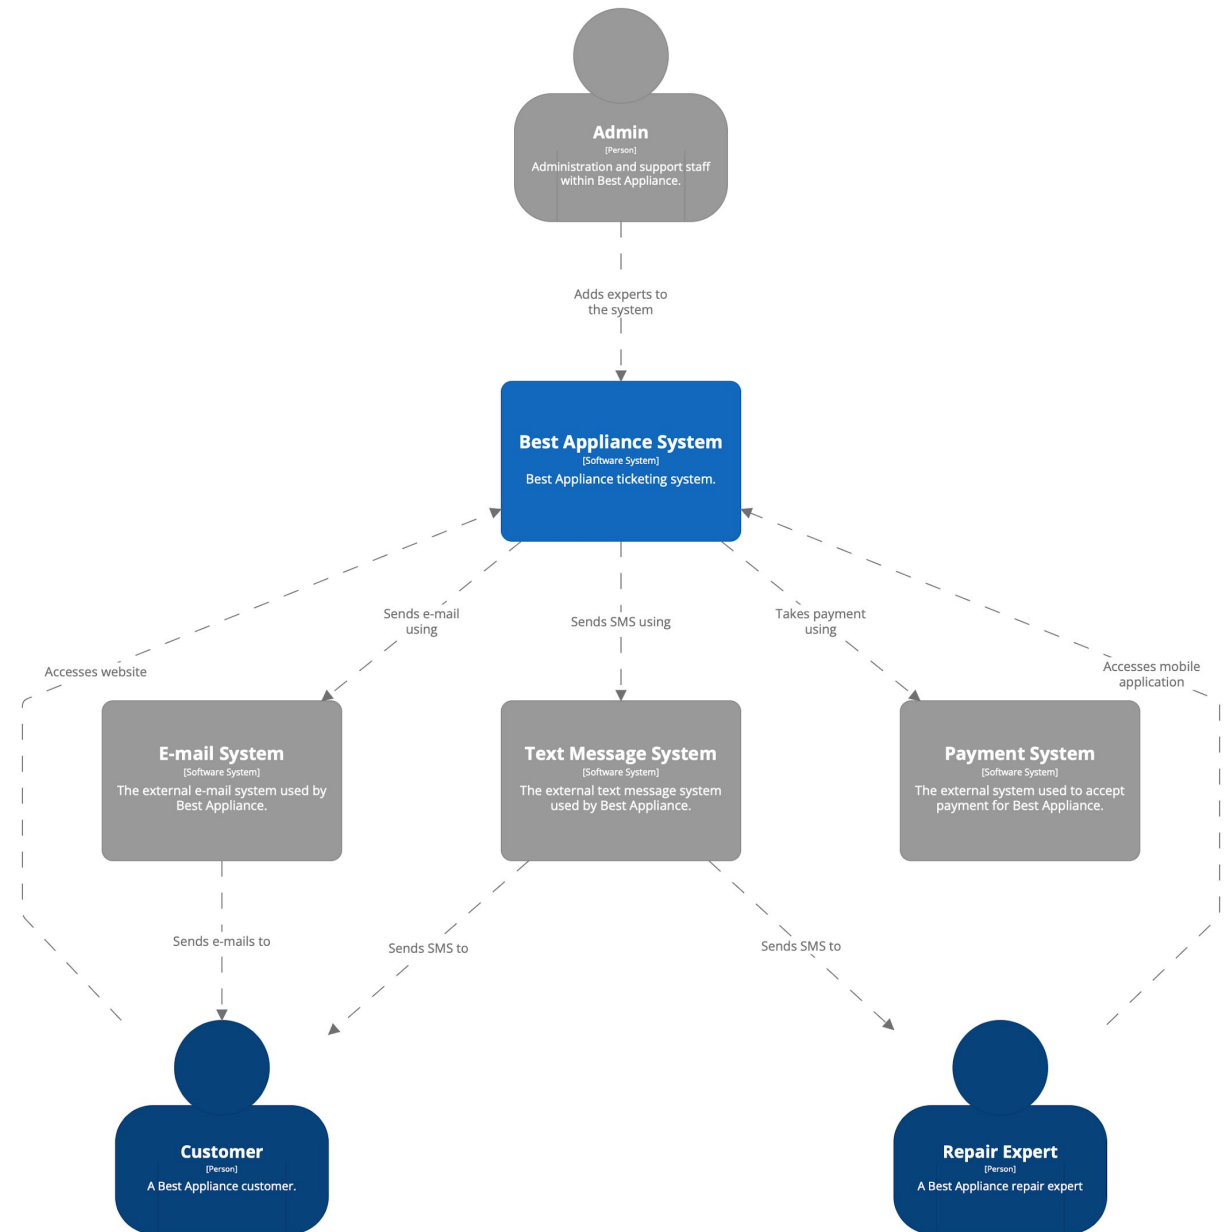 Admin
[Person]
Administration and support staff
within Best Appliance.
Adds experts to
the system
Best Appliance System
[Software System]
Best Appliance ticketing system.
Sends e-mail
using
Sends SMS using
Takes payment
using
Accesses website
Accesses mobile
application
E-mail System
[Software System]
The external e-mail system used by
Best Appliance.
Text Message System
[Software System]
The external text message system
used by Best Appliance.
Payment System
[Software System]
The external system used to accept
payment for Best Appliance.
Sends e-mails to
Sends SMS to
Sends SMS to
Customer
[Person]
A Best Appliance customer.
Repair Expert
[Person]
A Best Appliance repair expert